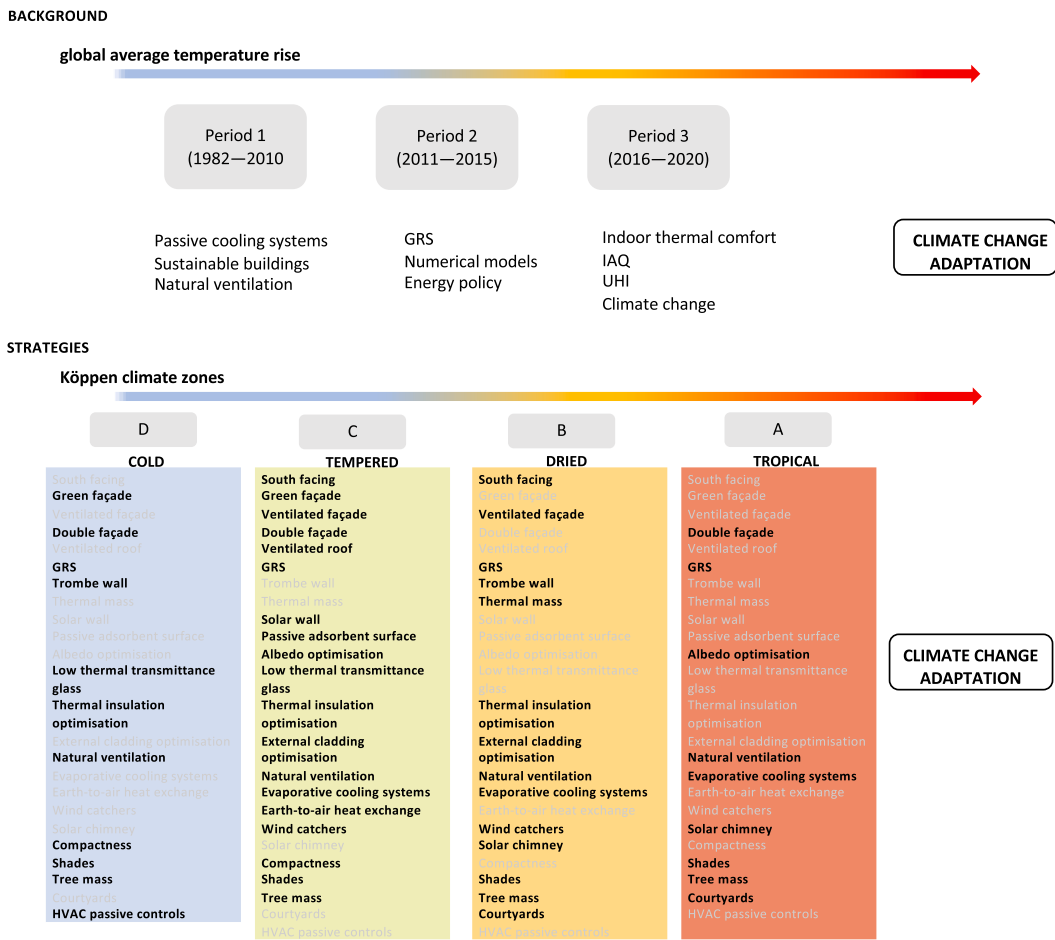 BACKGROUND
global average temperature rise
Period 1
(1982—2010
Period 2
(2011—2015)
Period 3
(2016—2020)
Passive cooling systems
Sustainable buildings
Natural ventilation
GRS
Numerical models
Energy policy
Indoor thermal comfort
IAQ
UHI
Climate change
CLIMATE CHANGE
ADAPTATION
STRATEGIES
Köppen climate zones
D
COLD
South facing
Green façade
Ventilated façade
Double façade
Ventilated roof
GRS
Trombe wall
Thermal mass
Solar wall
Passive adsorbent surface
Albedo optimisation
Low thermal transmittance
glass
Thermal insulation
optimisation
External cladding optimisation
Natural ventilation
Evaporative cooling systems
Earth-to-air heat exchange
Wind catchers
Solar chimney
Compactness
Shades
Tree mass
Courtyards
HVAC passive controls
C
TEMPERED
South facing
Green façade
Ventilated façade
Double façade
Ventilated roof
GRS
Trombe wall
Thermal mass
Solar wall
Passive adsorbent surface
Albedo optimisation
Low thermal transmittance
glass
Thermal insulation
optimisation
External cladding
optimisation
Natural ventilation
Evaporative cooling systems
Earth-to-air heat exchange
Wind catchers
Solar chimney
Compactness
Shades
Tree mass
Courtyards
HVAC passive controls
B
DRIED
South facing
Green façade
Ventilated façade
Double façade
Ventilated roof
GRS
Trombe wall
Thermal mass
Solar wall
Passive adsorbent surface
Albedo optimisation
Low thermal transmittance
glass
Thermal insulation
optimisation
External cladding
optimisation
Natural ventilation
Evaporative cooling systems
Earth-to-air heat exchange
Wind catchers
Solar chimney
Compactness
Shades
Tree mass
Courtyards
HVAC passive controls
A
TROPICAL
South facing
Green façade
Ventilated façade
Double façade
Ventilated roof
GRS
Trombe wall
Thermal mass
Solar wall
Passive adsorbent surface
Albedo optimisation
Low thermal transmittance
glass
Thermal insulation
optimisation
External cladding optimisation
Natural ventilation
Evaporative cooling systems
Earth-to-air heat exchange
Wind catchers
Solar chimney
Compactness
Shades
Tree mass
Courtyards
HVAC passive controls
CLIMATE CHANGE
ADAPTATION